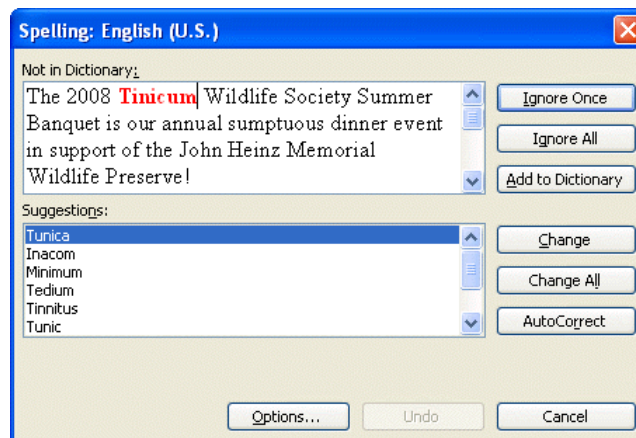 Spelling: English (U.S.)
Not in Dictionary:
The 2008 Tinicum Wildlife Society Summer
Banquet is our annual sumptuous dinner event
in support of the John Heinz Memorial
Wildlife Preserve!
Ignore Once
Ignore All
Add to Dictionary
Suggestions:
Tunica
Inacom
Minimum
Tedium
Tinnitus
Tunic
Change
Change All
AutoCorrect
Options...
Undo
Cancel